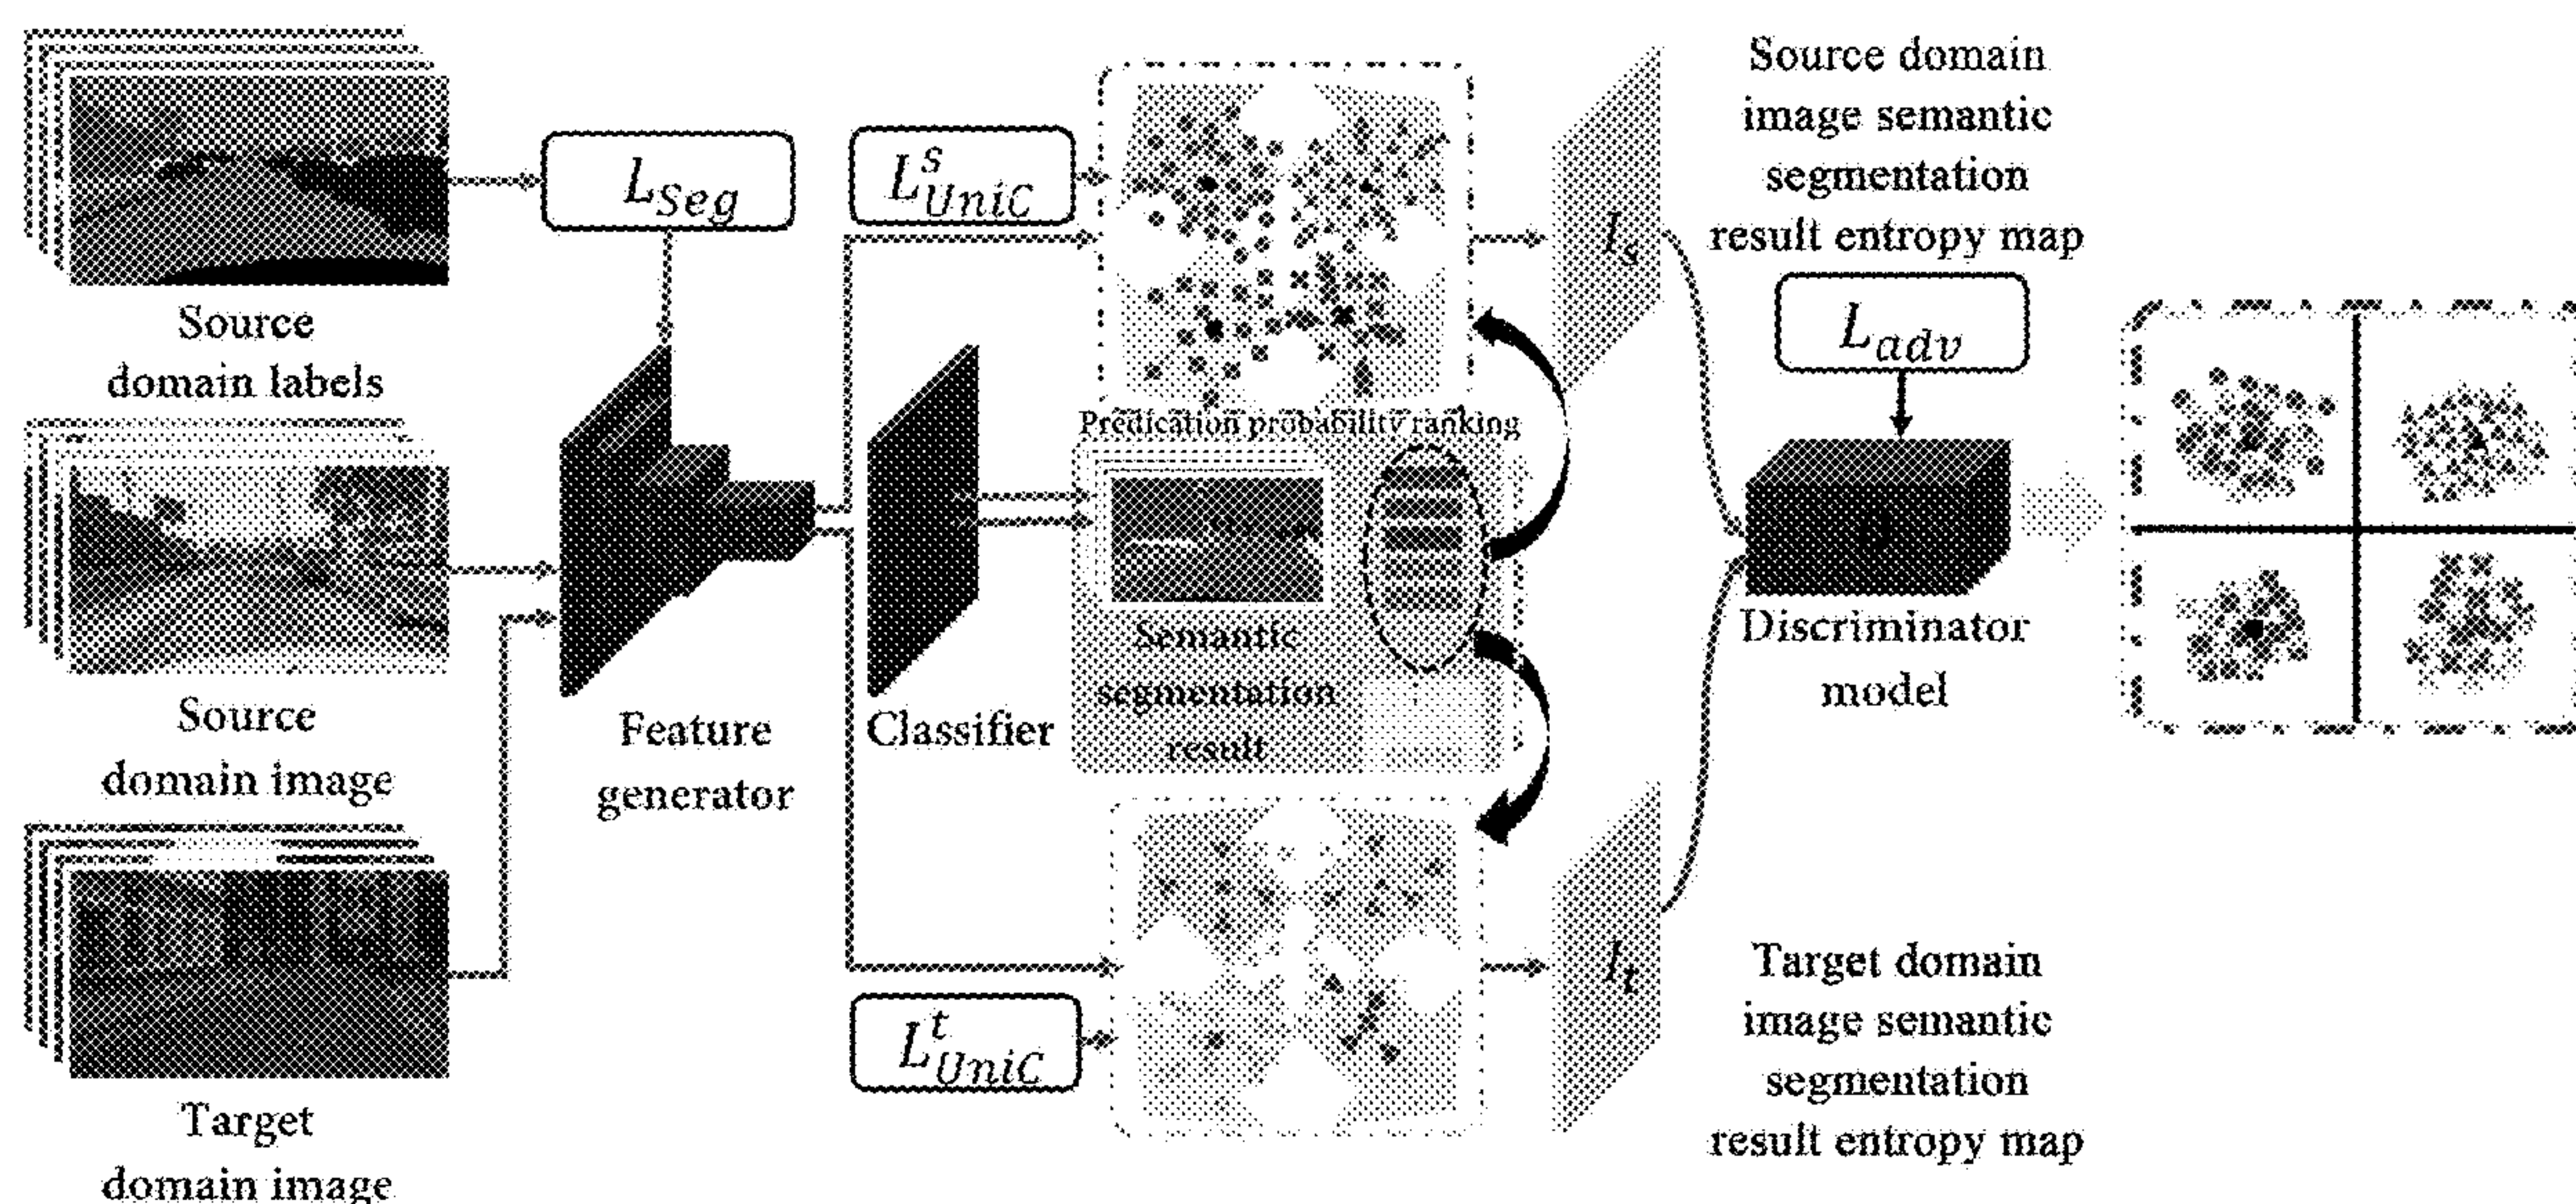 Source
domain labels
Source
domain image
Target
domain image
L_Seg
Feature
generator
L^s_UniC
Classifier
L^t_UniC
Predication probability ranking
Semantic
segmentation
result
I_s
I_t
Source domain
image semantic
segmentation
result entropy map
L_adv
Discriminator
model
Target domain
image semantic
segmentation
result entropy map